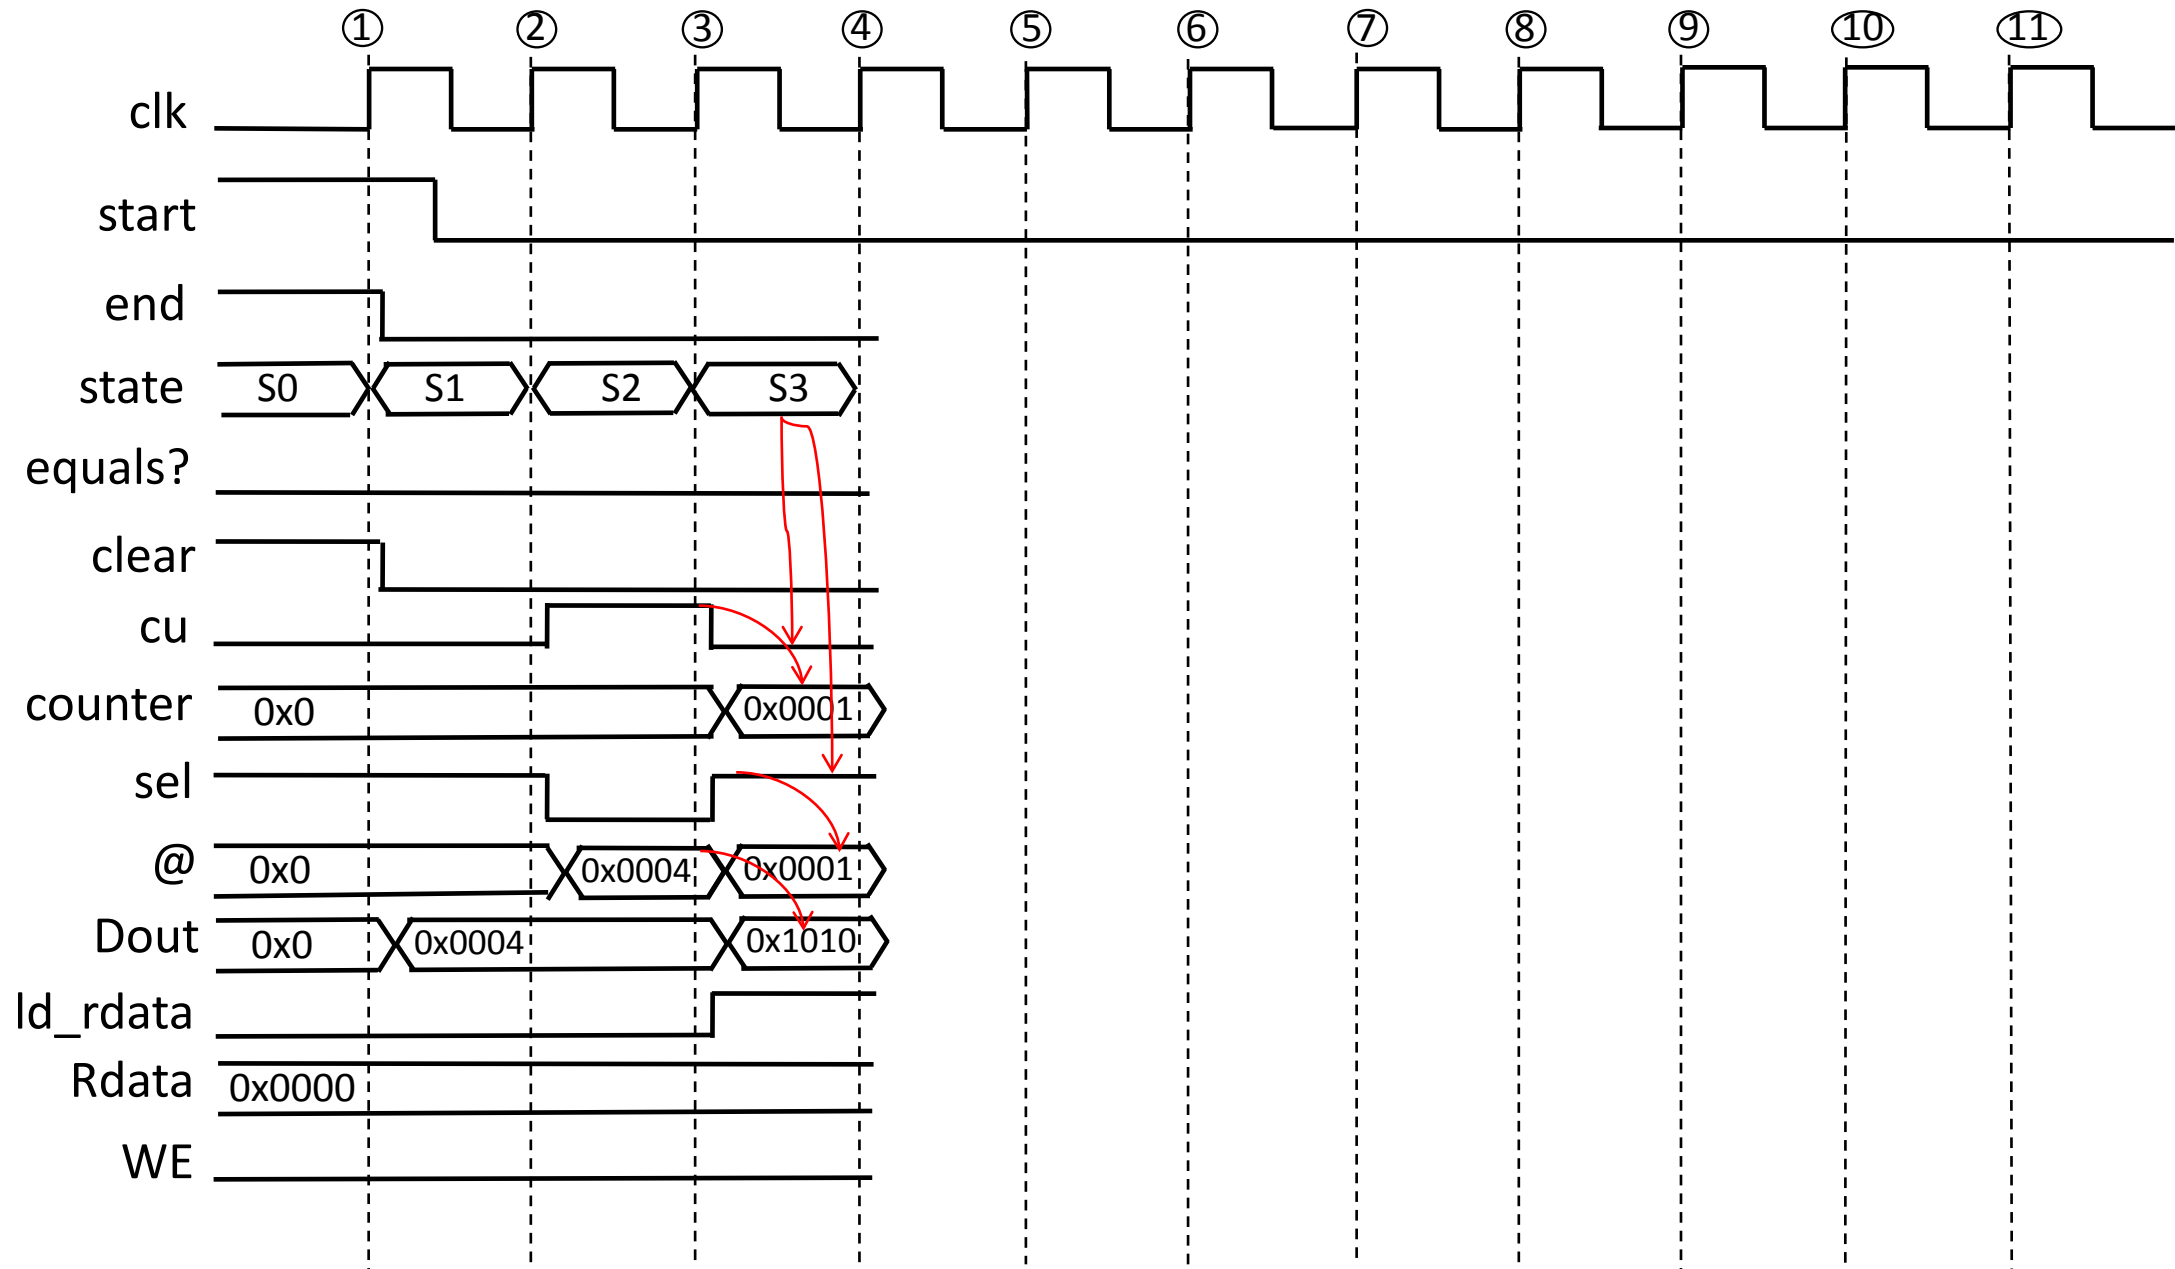 ① ② ③ ④ ⑤ ⑥ ⑦ ⑧ ⑨ ⑩ ⑪
clk
start
end
state S0 S1 S2 S3
equals?
clear
cu
counter 0x0 0x0001
sel
@ 0x0 0x0004 0x0001
Dout 0x0 0x0004 0x1010
ld_rdata
Rdata 0x0000
WE